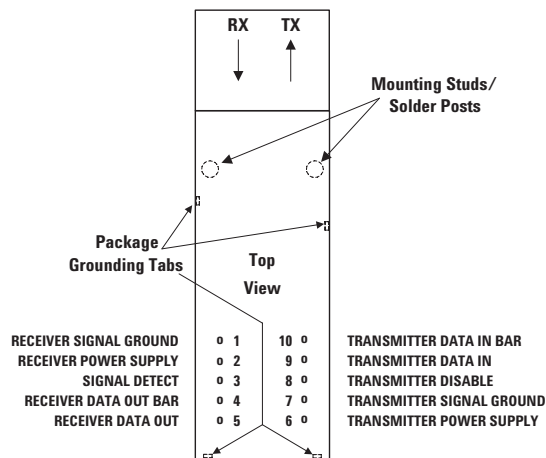 RX TX
Mounting Studs/
Solder Posts
Package
Grounding Tabs
Top
View
RECEIVER SIGNAL GROUND o 1 10 o TRANSMITTER DATA IN BAR
RECEIVER POWER SUPPLY o 2 9 o TRANSMITTER DATA IN
SIGNAL DETECT o 3 8 o TRANSMITTER DISABLE
RECEIVER DATA OUT BAR o 4 7 o TRANSMITTER SIGNAL GROUND
RECEIVER DATA OUT o 5 6 o TRANSMITTER POWER SUPPLY